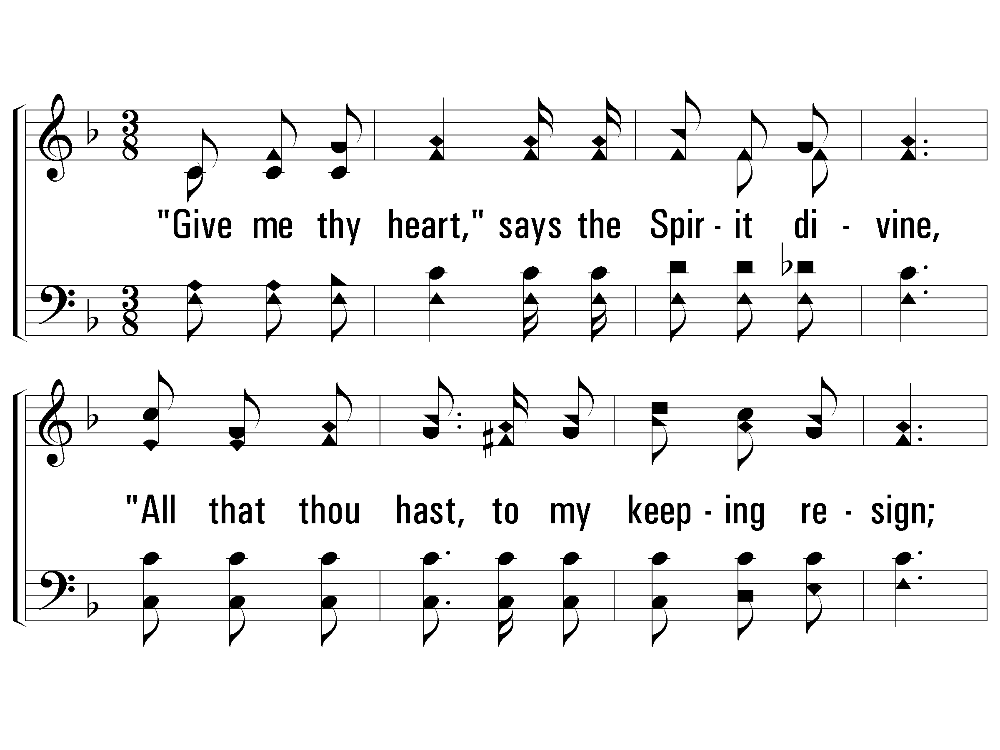 "Give me thy heart," says the Spir - it di - vine,
"All that thou hast, to my keep - ing re - sign;